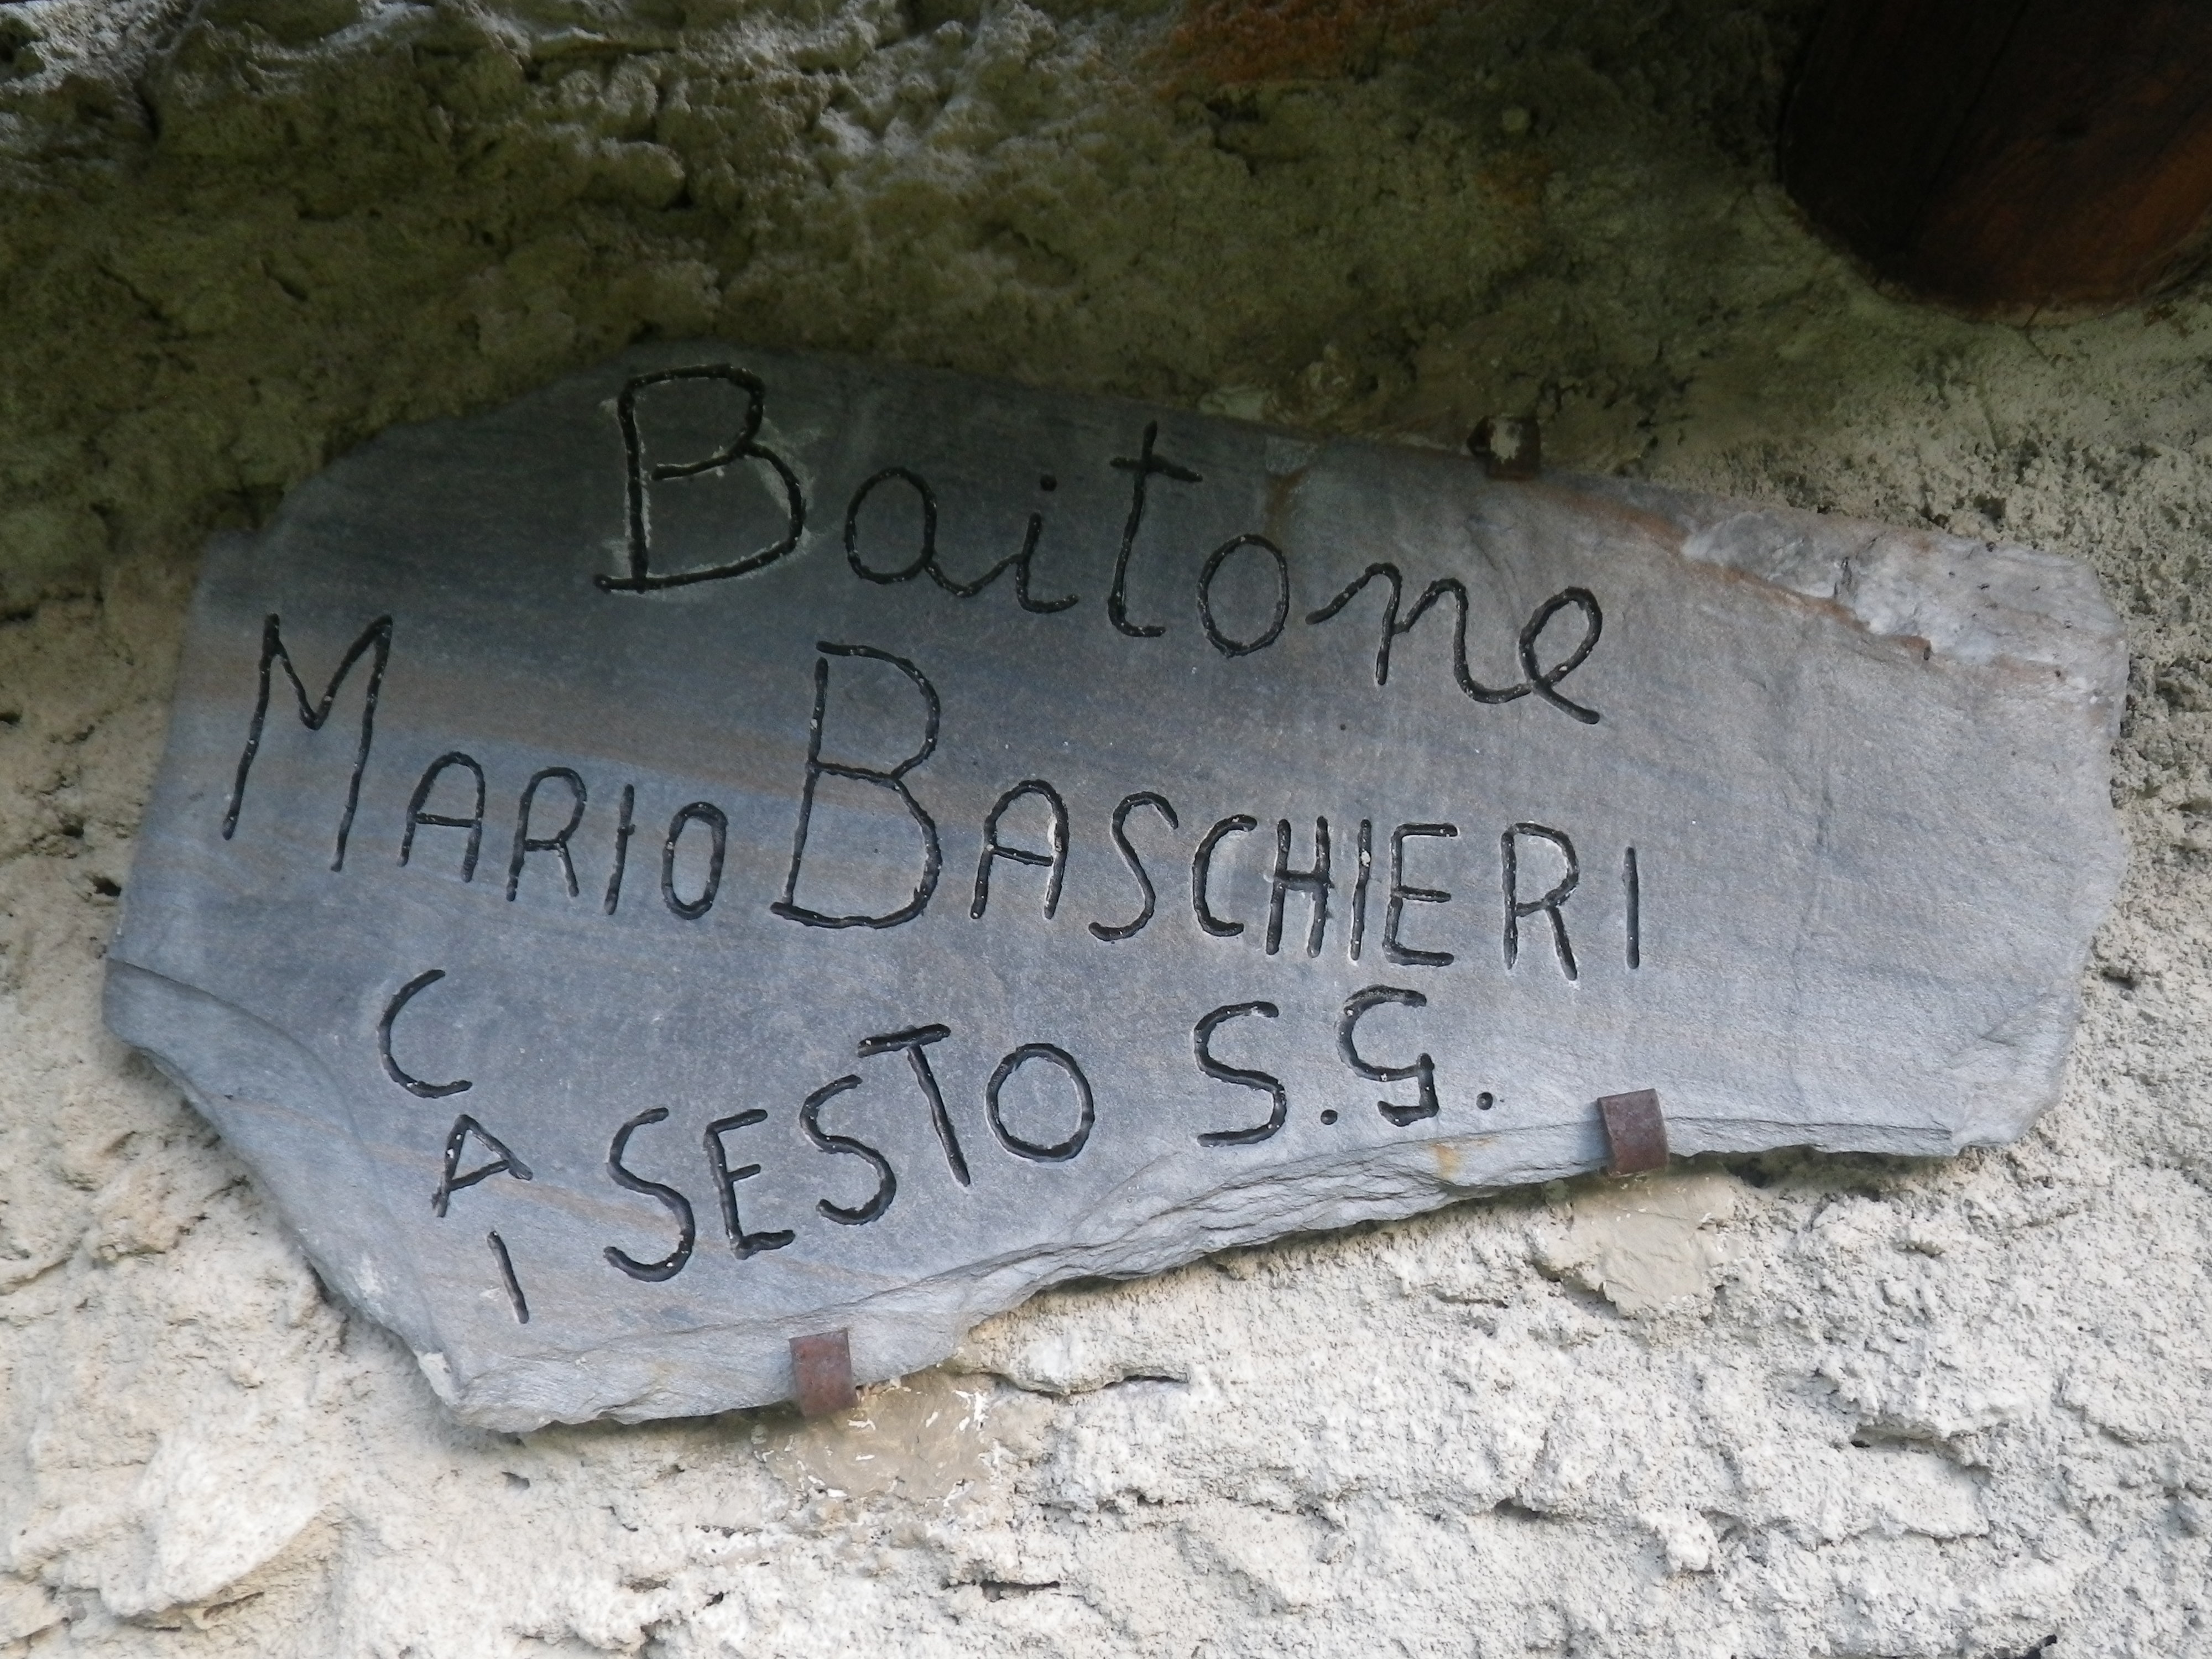 Baitone
MARIO BASCHIERI
CAI SESTO S.G.